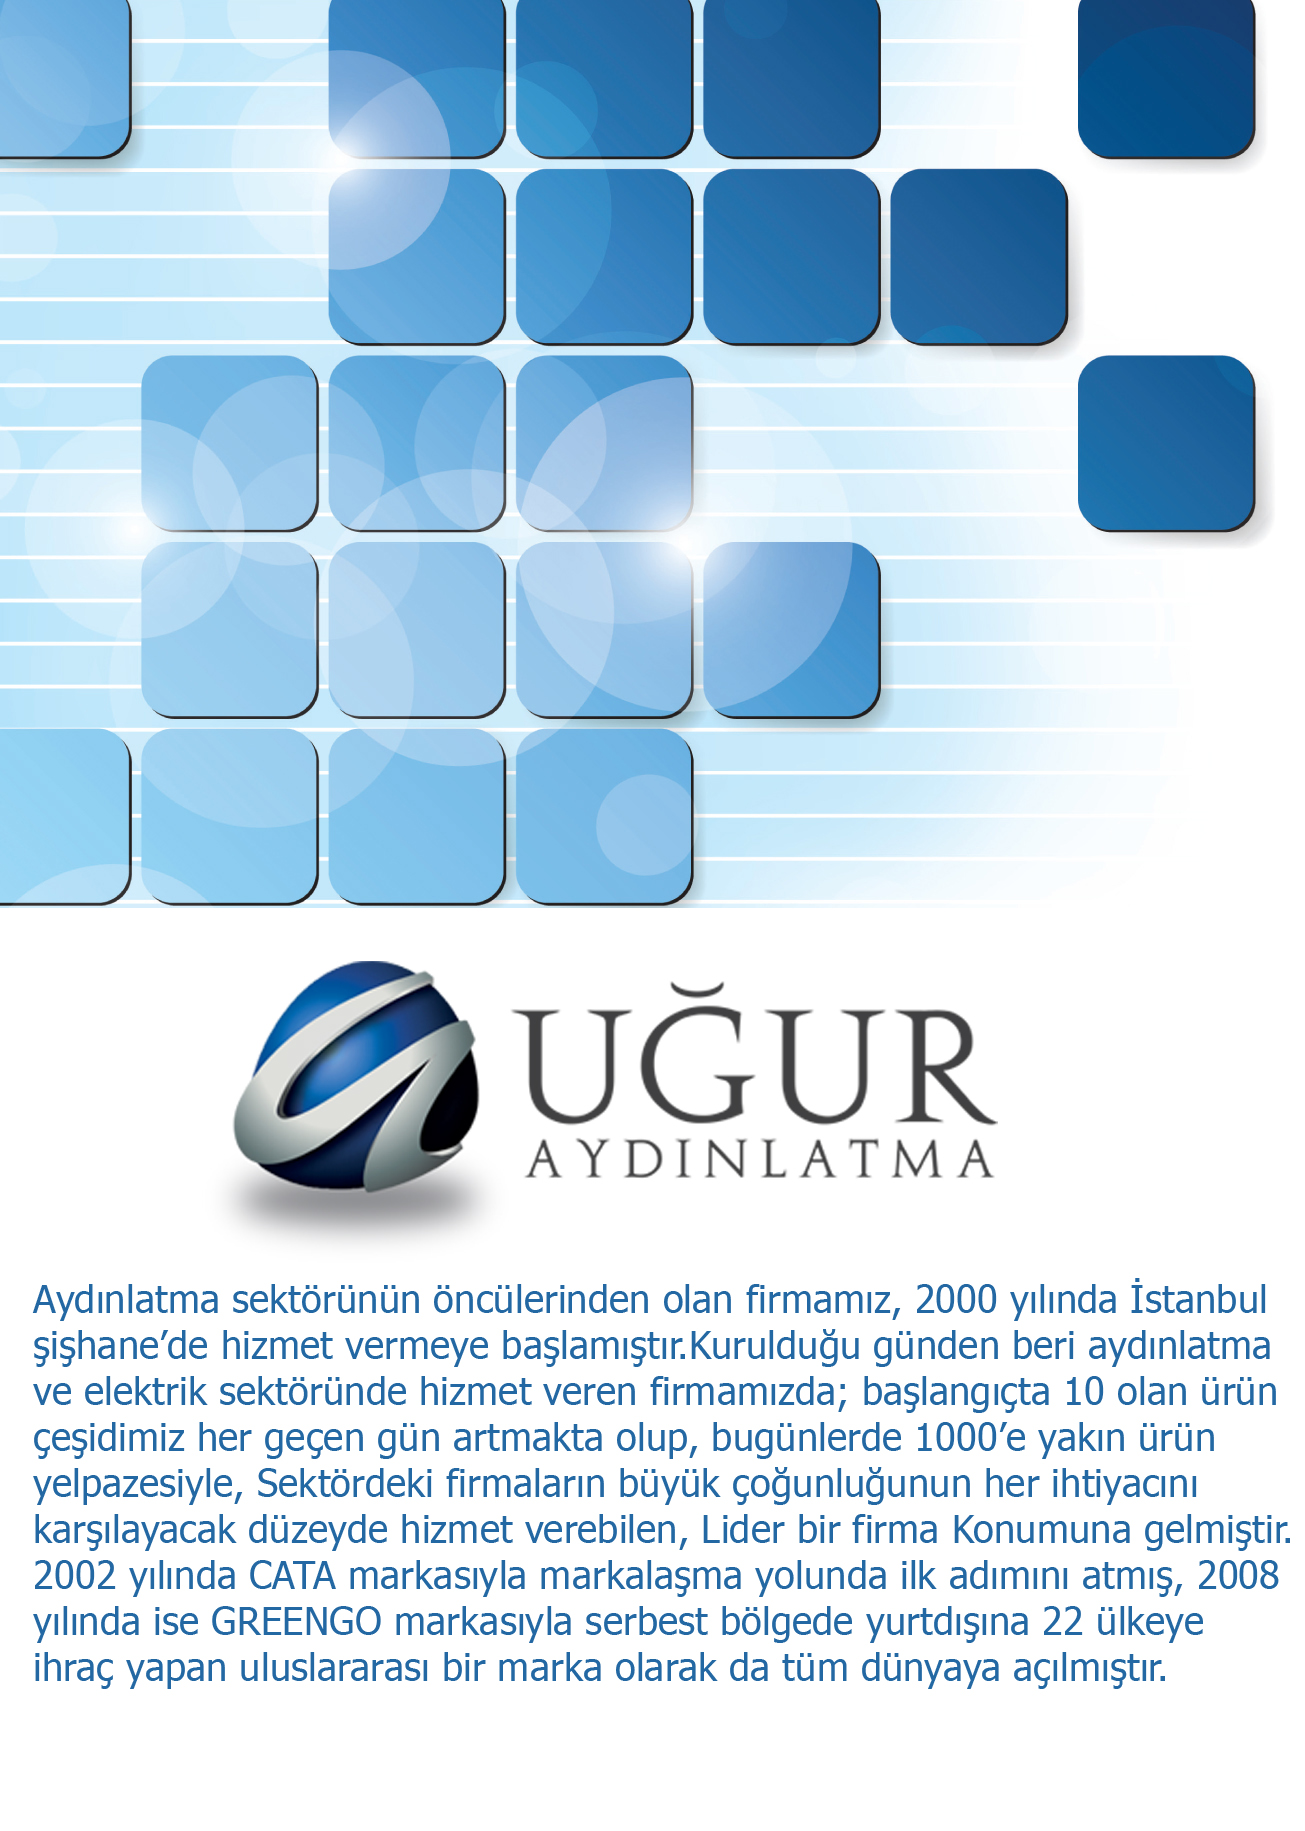 UĞUR
AYDINLATMA
Aydınlatma sektörünün öncülerinden olan firmamız, 2000 yılında İstanbul
şişhane’de hizmet vermeye başlamıştır.Kurulduğu günden beri aydınlatma
ve elektrik sektöründe hizmet veren firmamızda; başlangıçta 10 olan ürün
çeşidimiz her geçen gün artmakta olup, bugünlerde 1000’e yakın ürün
yelpazesiyle, Sektördeki firmaların büyük çoğunluğunun her ihtiyacını
karşılayacak düzeyde hizmet verebilen, Lider bir firma Konumuna gelmiştir.
2002 yılında CATA markasıyla markalaşma yolunda ilk adımını atmış, 2008
yılında ise GREENGO markasıyla serbest bölgede yurtdışına 22 ülkeye
ihraç yapan uluslararası bir marka olarak da tüm dünyaya açılmıştır.